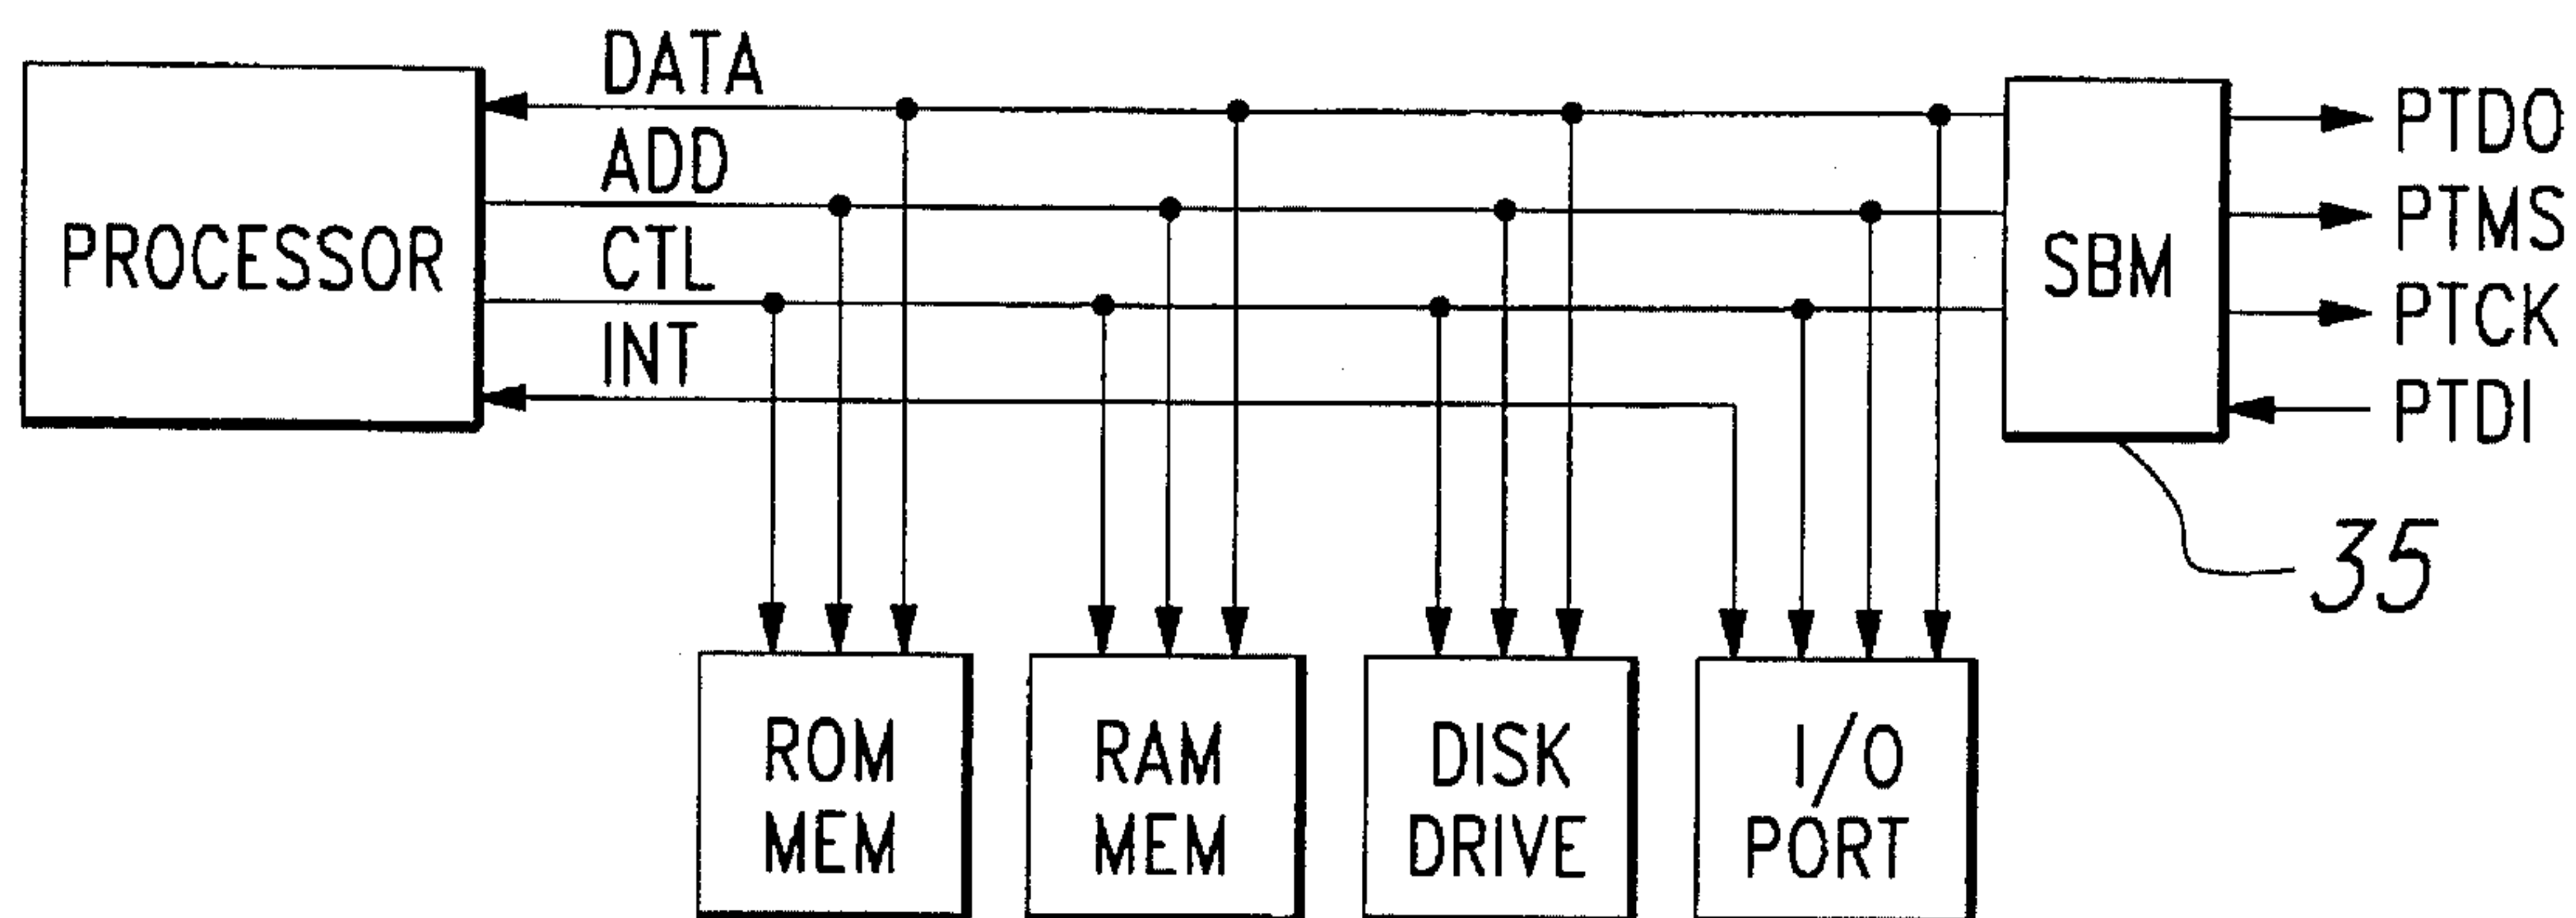 DATA
ADD
CTL
INT
PROCESSOR
SBM
PTDO
PTMS
PTCK
PTDI
35
ROM
MEM
RAM
MEM
DISK
DRIVE
I/O
PORT